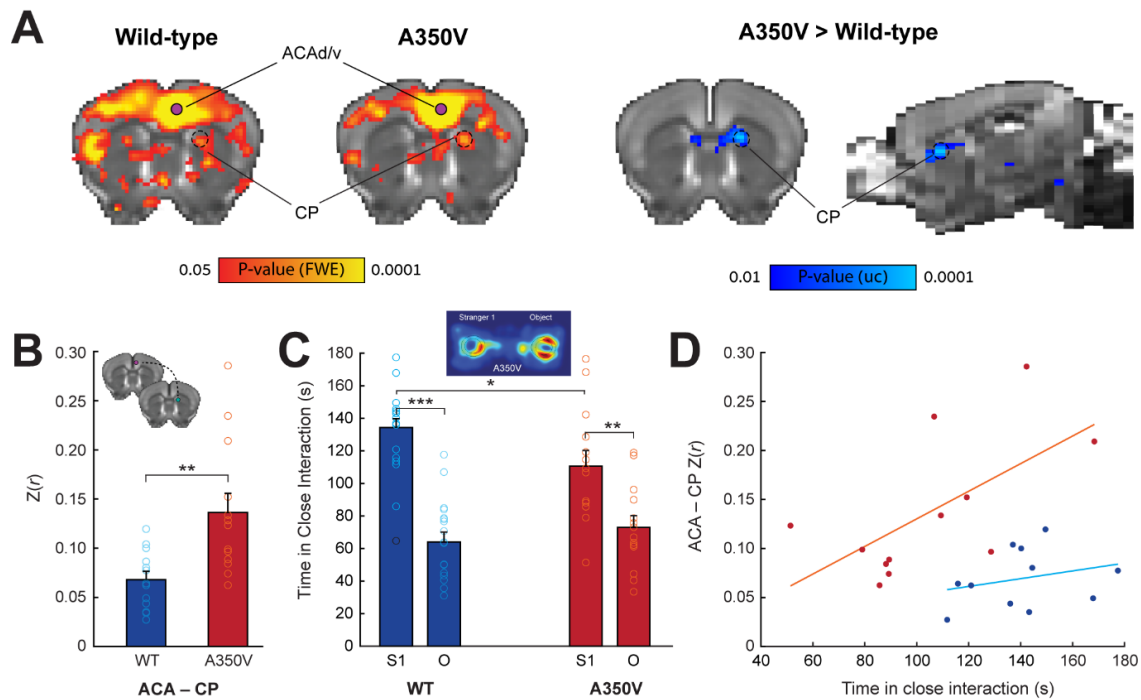 A
Wild-type
A350V
A350V > Wild-type
ACAd/v
CP
CP
0.05 P-value (FWE) 0.0001
0.01 P-value (uc) 0.0001
B
0.30
0.25
0.20
0.15
0.10
0.05
0
Z(r)
**
WT A350V
ACA – CP
C
Stranger 1 Object
A350V
180
160
140
120
100
80
60
40
20
0
Time in Close Interaction (s)
*
***
**
S1 O S1 O
WT A350V
D
0.30
0.25
0.20
0.15
0.10
0.05
0
ACA – CP Z(r)
40 60 80 100 120 140 160 180
Time in close interaction (s)